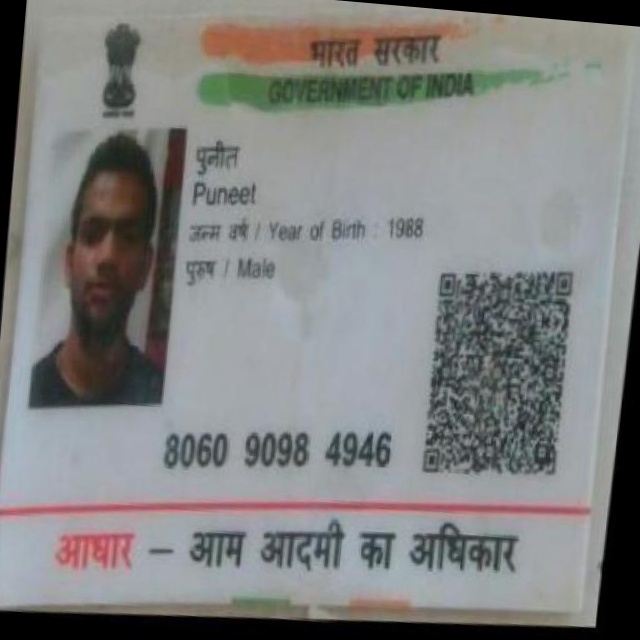 भारत सरकार
GOVERNMENT OF INDIA
पुनीत
Puneet
जन्म वर्ष / Year of Birth : 1988
पुरुष / Male
8060 9098 4946
आधार – आम आदमी का अधिकार